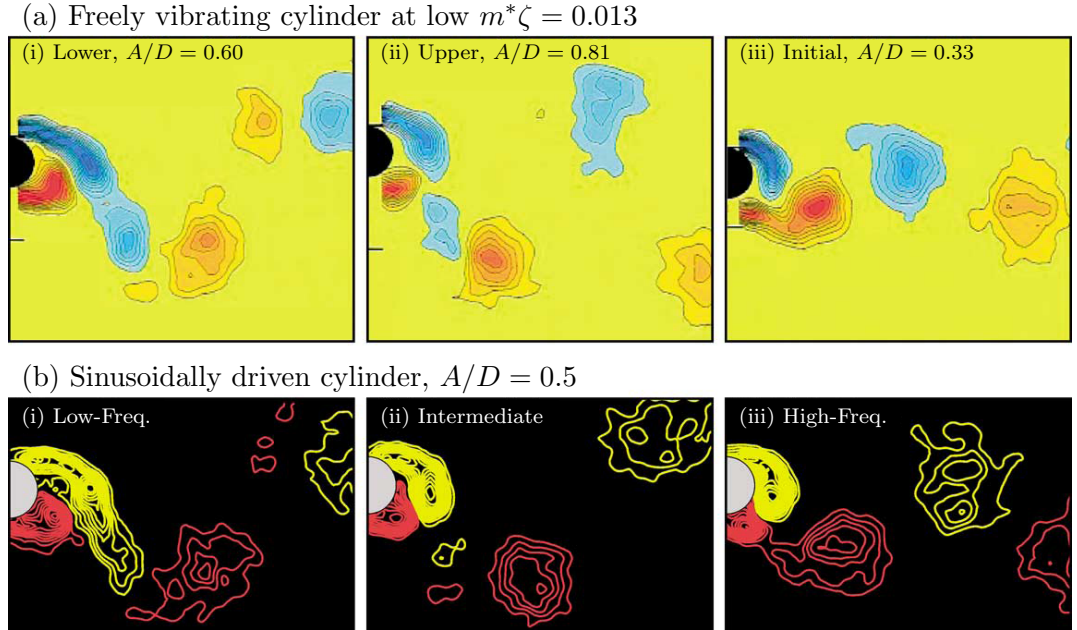 (a) Freely vibrating cylinder at low m*ζ = 0.013
(i) Lower, A/D = 0.60
(ii) Upper, A/D = 0.81
(iii) Initial, A/D = 0.33
(b) Sinusoidally driven cylinder, A/D = 0.5
(i) Low-Freq.
(ii) Intermediate
(iii) High-Freq.